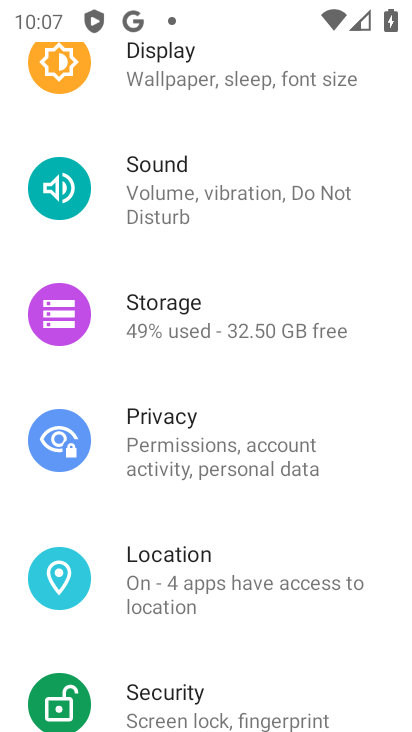 10:07
Display
Wallpaper, sleep, font size
Sound
Volume, vibration, Do Not
Disturb
Storage
49% used - 32.50 GB free
Privacy
Permissions, account
activity, personal data
Location
On - 4 apps have access to
location
Security
Screen lock, fingerprint